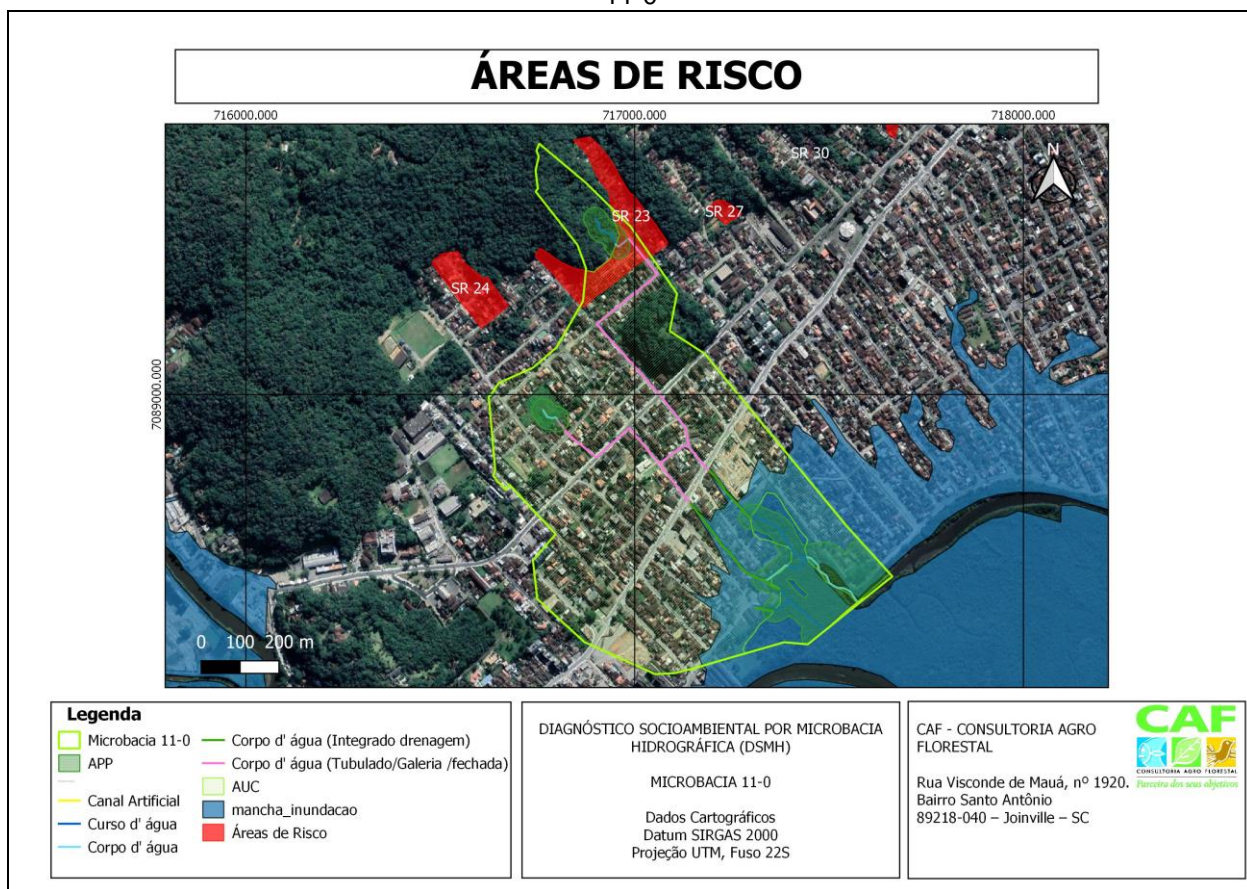 ÁREAS DE RISCO
716000.000
717000.000
718000.000
7089000.000
SR 30
N
SR 23
SR 27
SR 24
0 100 200 m
Legenda
Microbacia 11-0
APP
Canal Artificial
Curso d' água
Corpo d' água
Corpo d' água (Integrado drenagem)
Corpo d' água (Tubulado/Galeria /fechada)
AUC
mancha_inundacao
Áreas de Risco
DIAGNÓSTICO SOCIOAMBIENTAL POR MICROBACIA
HIDROGRÁFICA (DSMH)
MICROBACIA 11-0
Dados Cartográficos
Datum SIRGAS 2000
Projeção UTM, Fuso 22S
CAF - CONSULTORIA AGRO
FLORESTAL
Rua Visconde de Mauá, nº 1920.
Bairro Santo Antônio
89218-040 – Joinville – SC
CAF
CONSULTORIA AGRO FLORESTAL
Parceira dos seus objetivos